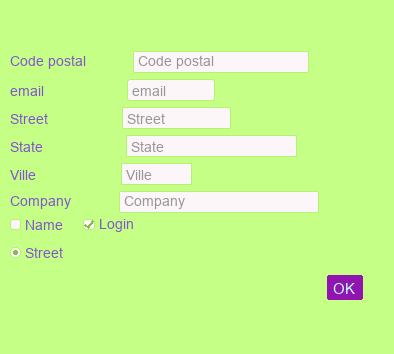 Code postal Code postal
email email
Street Street
State State
Ville Ville
Company Company
Name Login
Street
OK